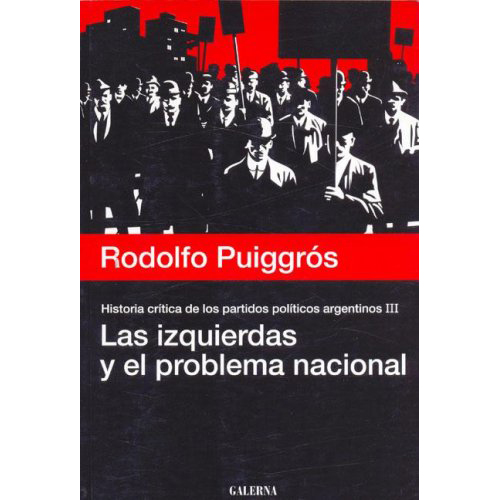 Rodolfo Puiggrós
Historia crítica de los partidos políticos argentinos III
Las izquierdas
y el problema nacional
GALERNA